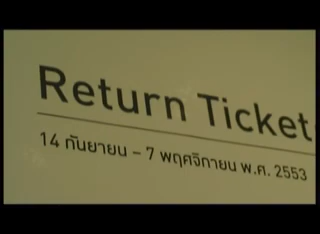 Return Ticket
14 กันยายน – 7 พฤศจิกายน พ.ศ. 2553